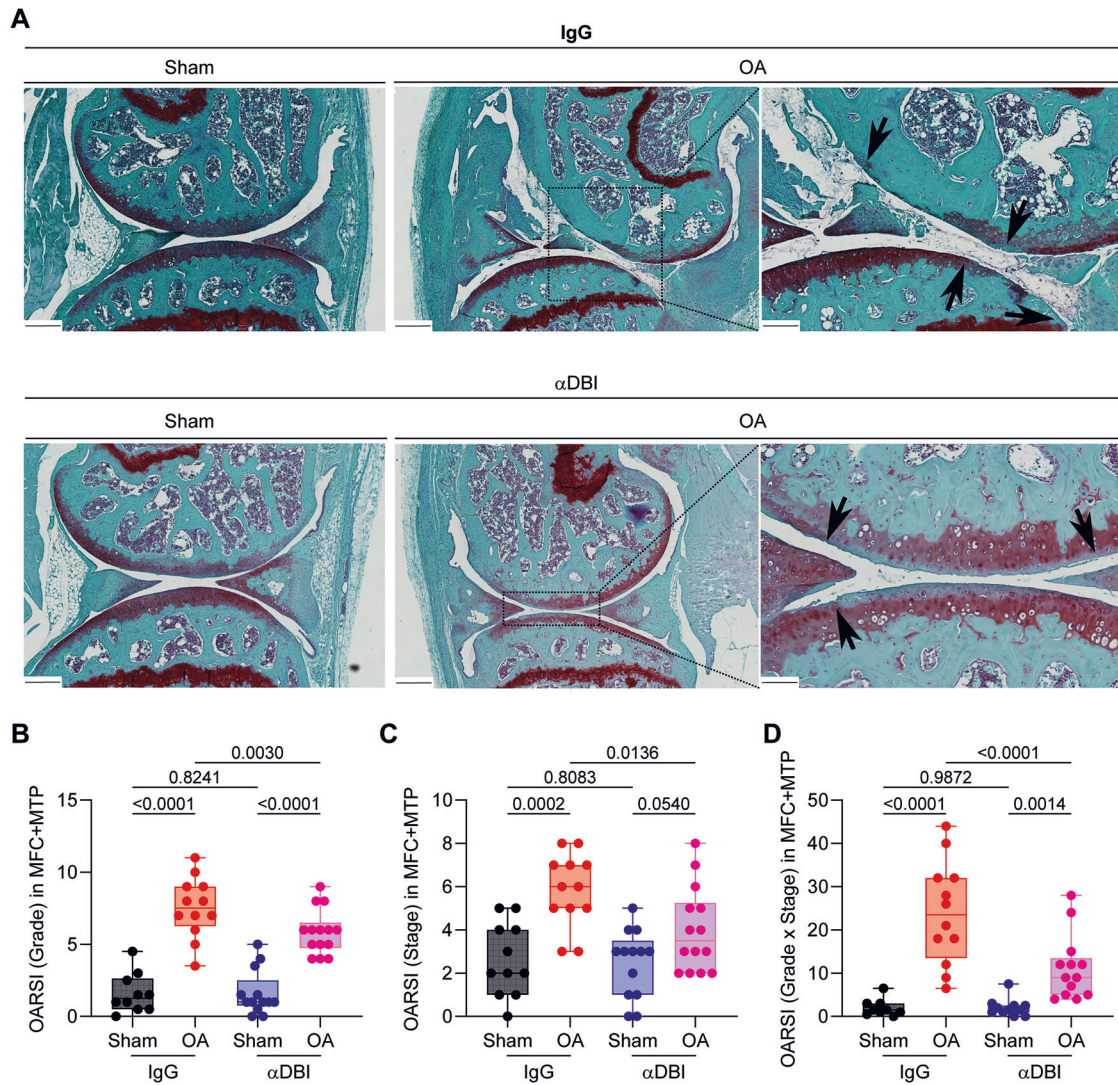 A
IgG
Sham OA
αDBI
Sham OA
B C D
0.0030
0.8241
<0.0001 <0.0001
OARSI (Grade) in MFC+MTP
15
10
5
0
Sham OA Sham OA
IgG αDBI
0.0136
0.8083
0.0002 0.0540
OARSI (Stage) in MFC+MTP
10
8
6
4
2
0
Sham OA Sham OA
IgG αDBI
<0.0001
0.9872
<0.0001 0.0014
OARSI (Grade x Stage) in MFC+MTP
50
40
30
20
10
0
Sham OA Sham OA
IgG αDBI